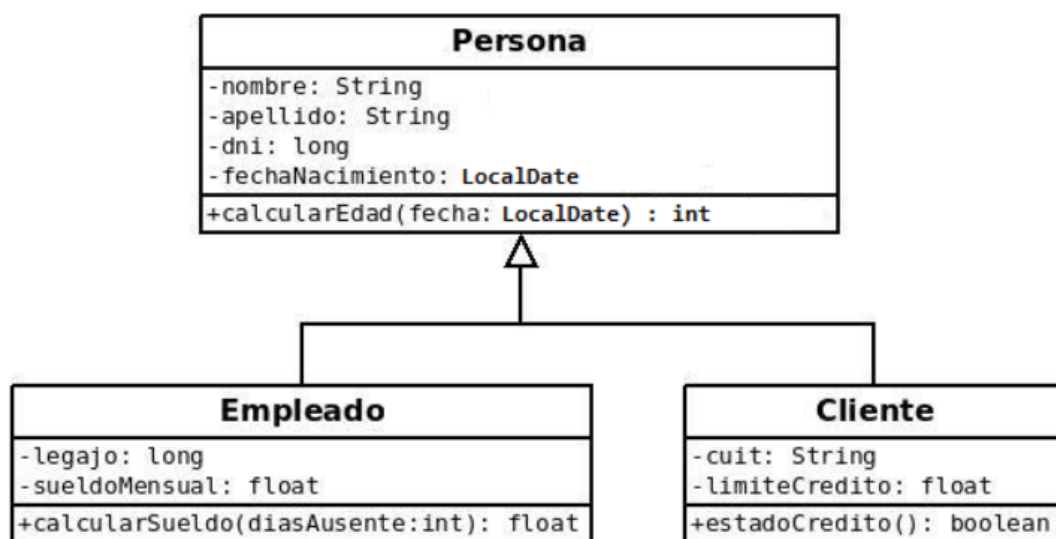 Persona
-nombre: String
-apellido: String
-dni: long
-fechaNacimiento: LocalDate
+calcularEdad(fecha: LocalDate) : int
Empleado
-legajo: long
-sueldoMensual: float
+calcularSueldo(diasAusente:int): float
Cliente
-cuit: String
-limiteCredito: float
+estadoCredito(): boolean